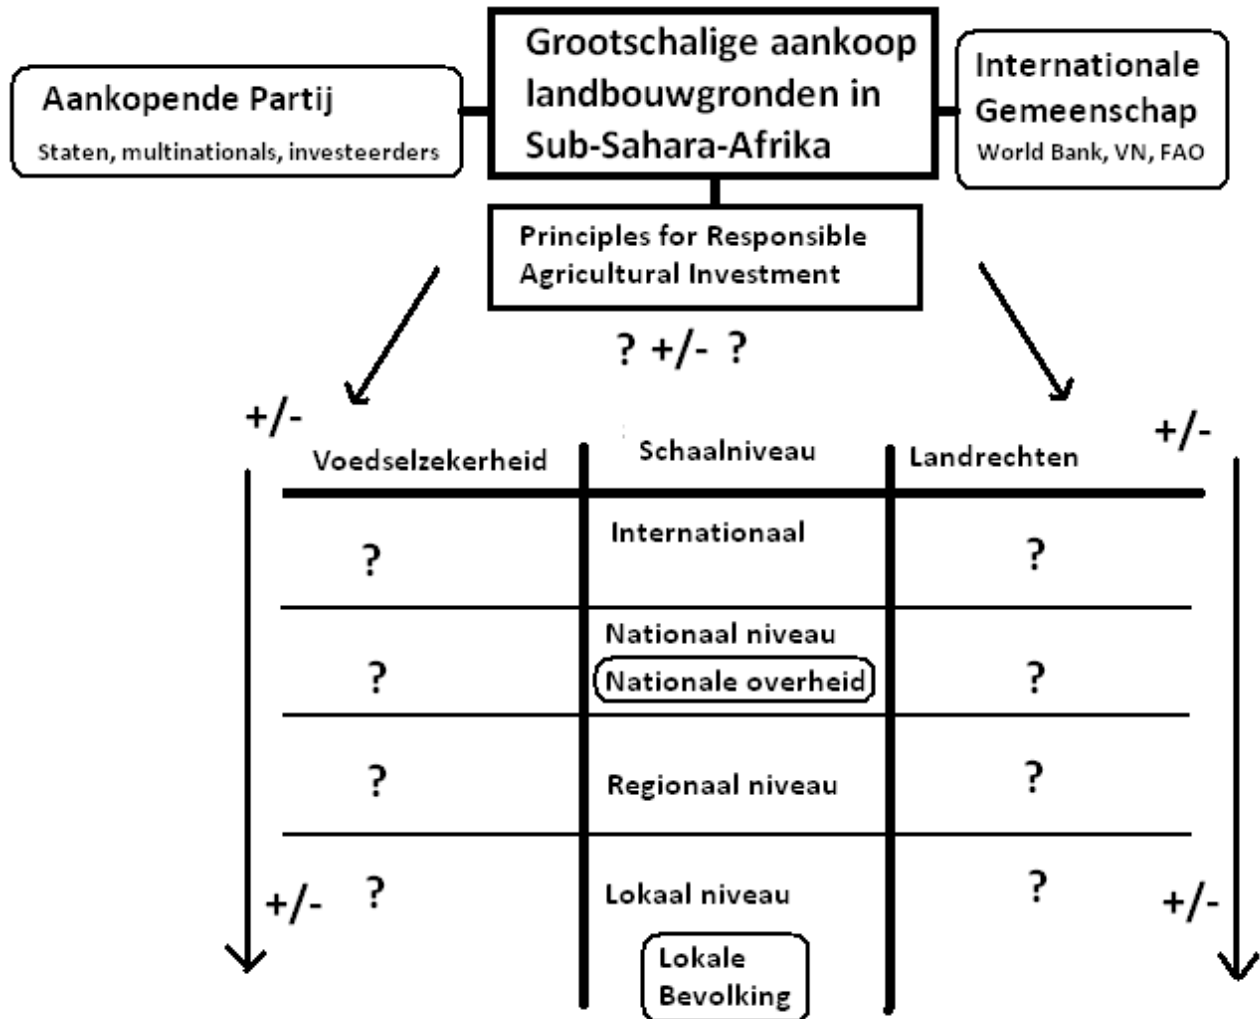 Grootschalige aankoop
landbouwgronden in
Sub-Sahara-Afrika
Aankopende Partij
Staten, multinationals, investeerders
Internationale
Gemeenschap
World Bank, VN, FAO
Principles for Responsible
Agricultural Investment
? +/- ?
+/-
+/-
Voedselzekerheid
Schaalniveau
Landrechten
?
Internationaal
?
Nationaal niveau
?
Nationale overheid
?
?
Regionaal niveau
?
+/-
?
Lokaal niveau
?
+/-
Lokale
Bevolking